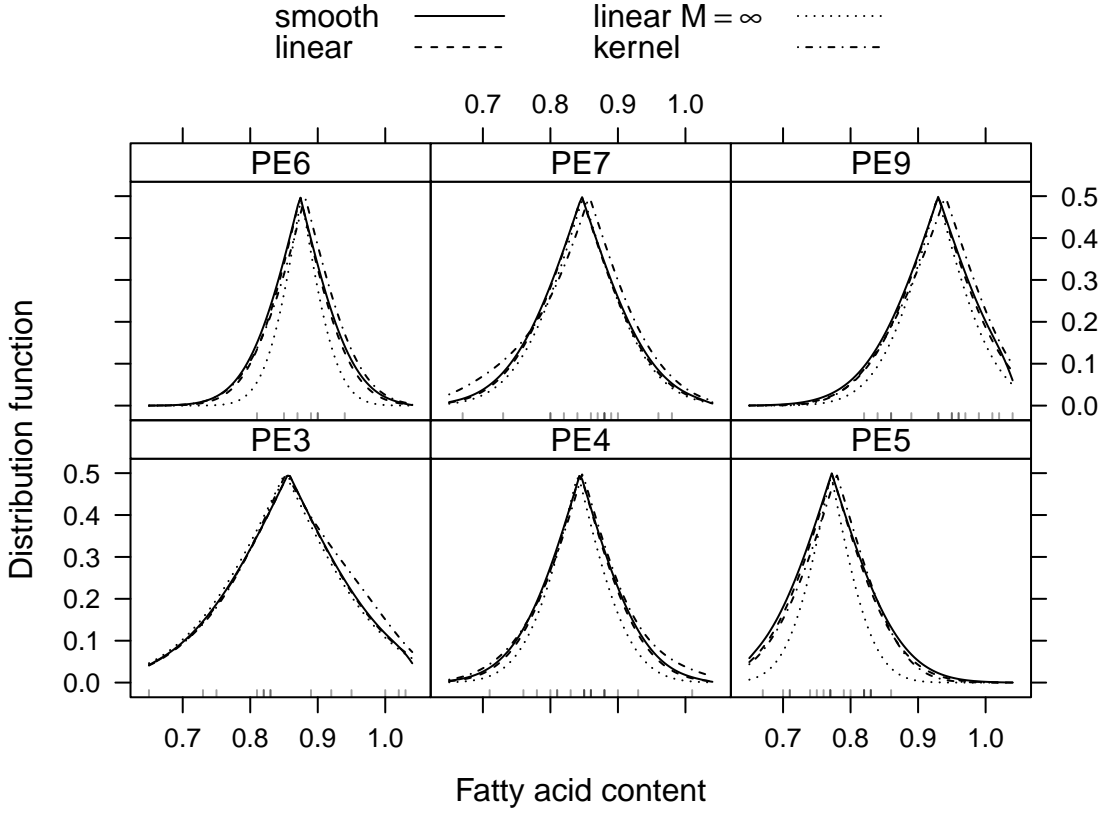 smooth
linear M = ∞
linear
kernel
0.7 0.8 0.9 1.0
PE6 PE7 PE9
0.5
0.4
0.3
0.2
0.1
0.0
PE3 PE4 PE5
0.5
0.4
0.3
0.2
0.1
0.0
Distribution function
0.7 0.8 0.9 1.0 0.7 0.8 0.9 1.0
Fatty acid content